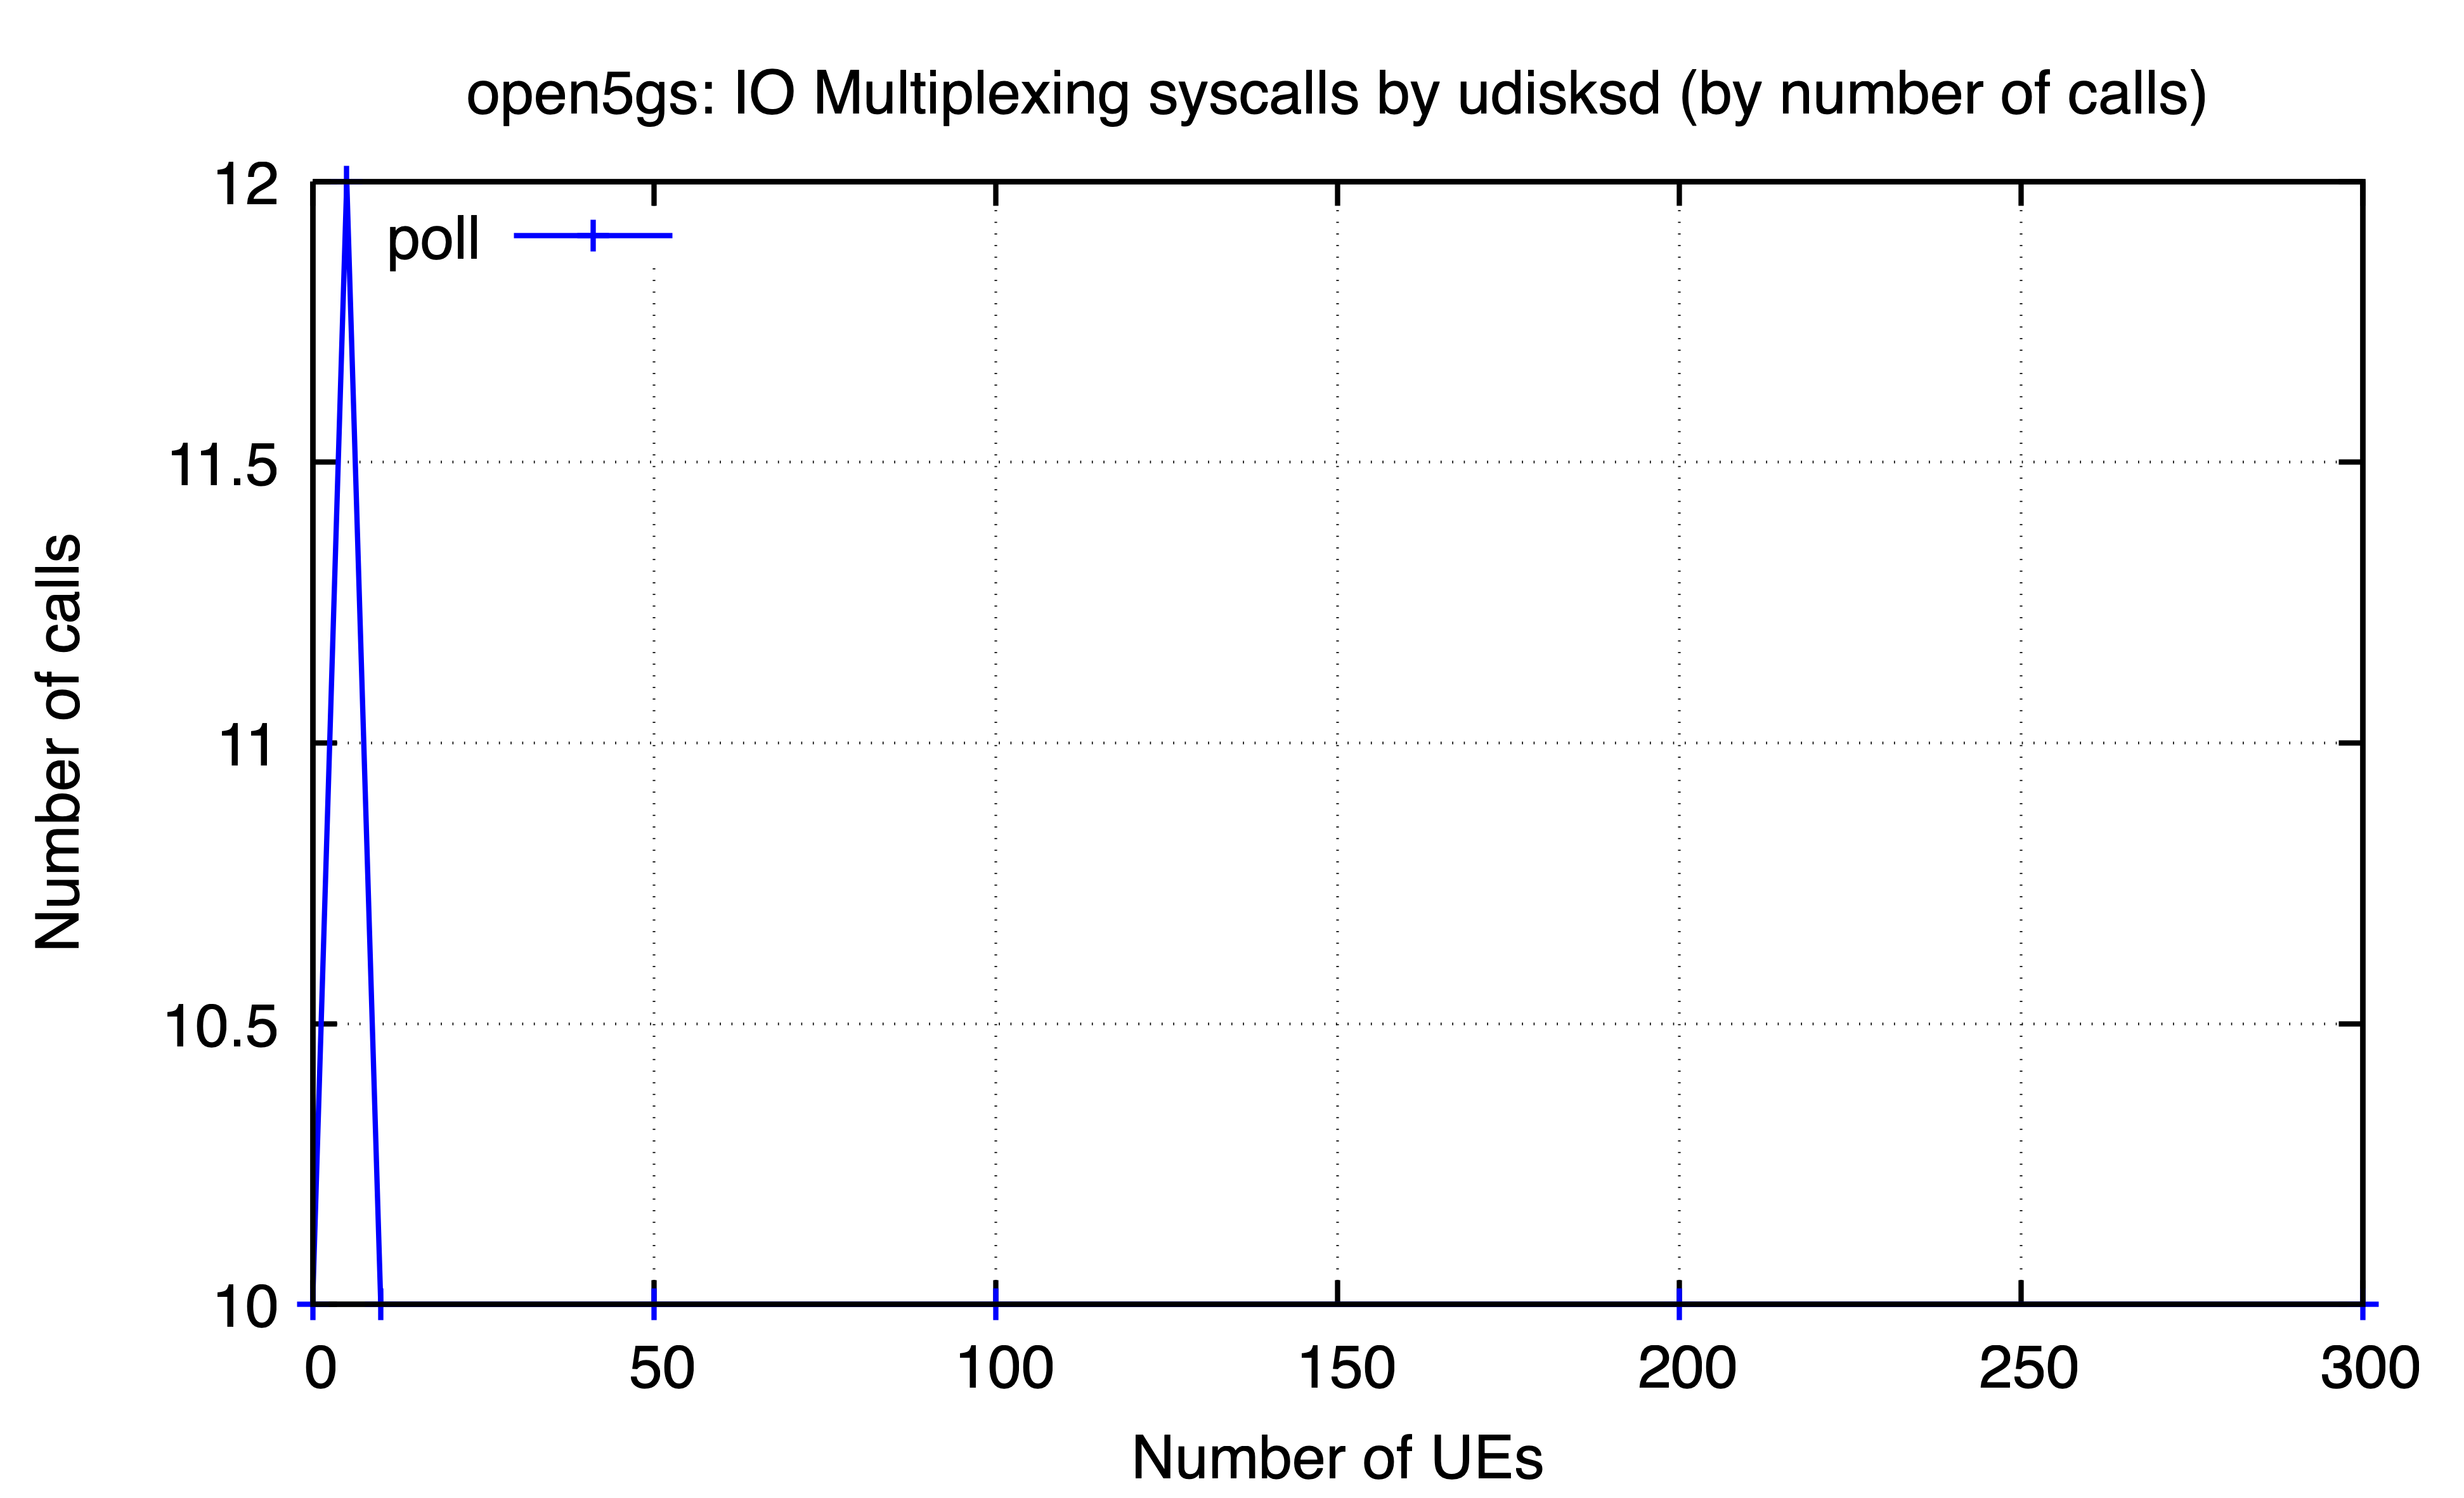 open5gs: IO Multiplexing syscalls by udisksd (by number of calls)
12
poll
11.5
11
10.5
10
Number of calls
0 50 100 150 200 250 300
Number of UEs